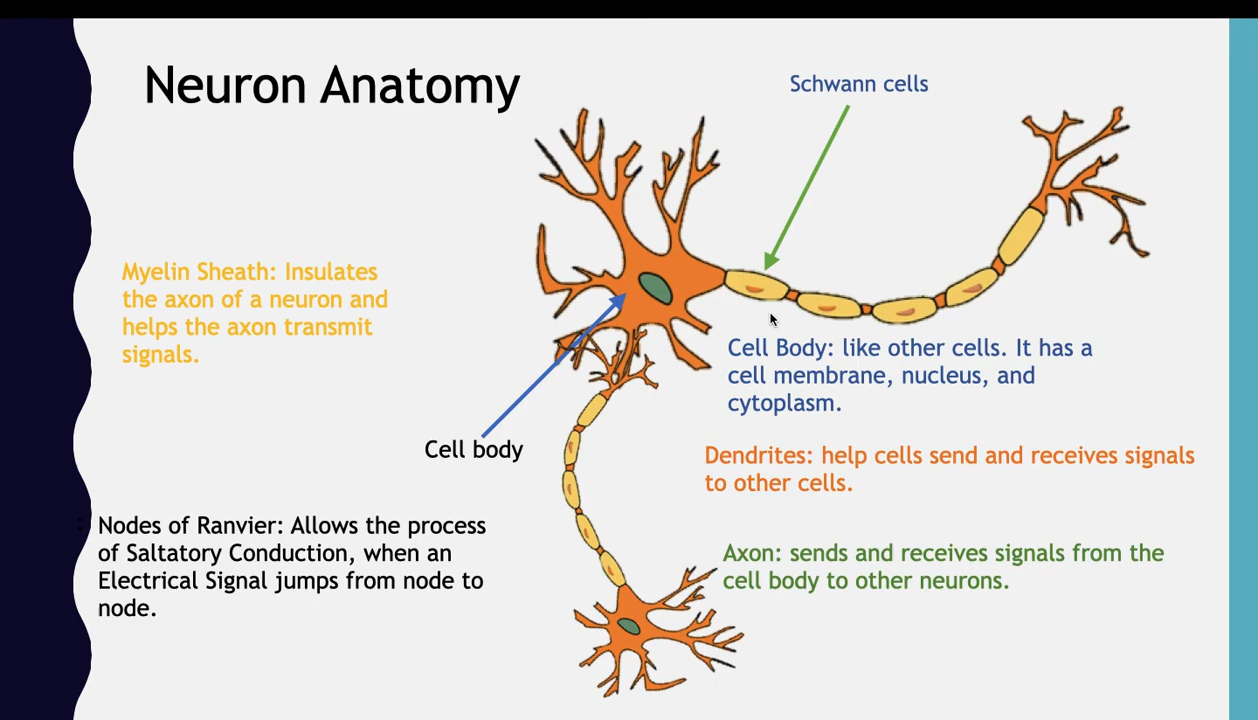 Neuron Anatomy
Schwann cells
Myelin Sheath: Insulates
the axon of a neuron and
helps the axon transmit
signals.
Cell Body: like other cells. It has a
cell membrane, nucleus, and
cytoplasm.
Cell body
Dendrites: help cells send and receives signals
to other cells.
Nodes of Ranvier: Allows the process
of Saltatory Conduction, when an
Electrical Signal jumps from node to
node.
Axon: sends and receives signals from the
cell body to other neurons.